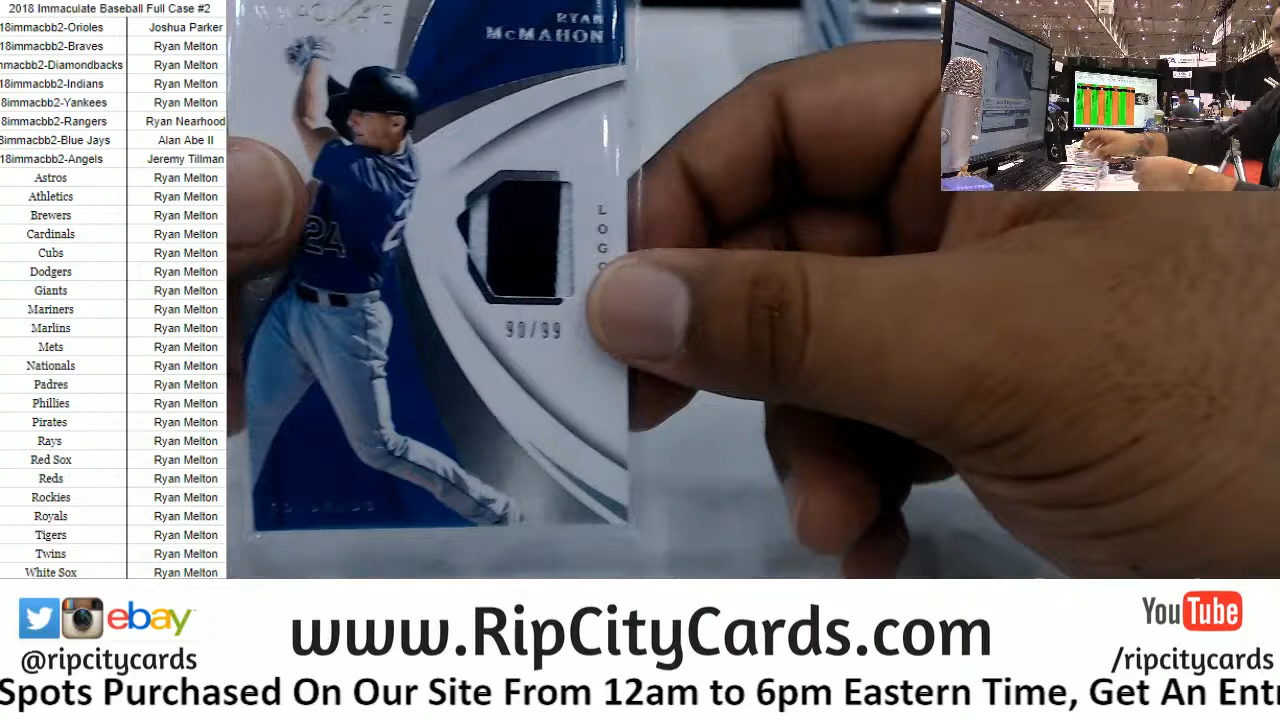 2018 Immaculate Baseball Full Case #2
18immacbb2-Orioles Joshua Parker
18immacbb2-Braves Ryan Melton
nmacbb2-Diamondbacks Ryan Melton
18immacbb2-Indians Ryan Melton
8immacbb2-Yankees Ryan Melton
18immacbb2-Rangers Ryan Nearhood
8immacbb2-Blue Jays Alan Abe II
18immacbb2-Angels Jeremy Tillman
Astros Ryan Melton
Athletics Ryan Melton
Brewers Ryan Melton
Cardinals Ryan Melton
Cubs Ryan Melton
Dodgers Ryan Melton
Giants Ryan Melton
Mariners Ryan Melton
Marlins Ryan Melton
Mets Ryan Melton
Nationals Ryan Melton
Padres Ryan Melton
Phillies Ryan Melton
Pirates Ryan Melton
Rays Ryan Melton
Red Sox Ryan Melton
Reds Ryan Melton
Rockies Ryan Melton
Royals Ryan Melton
Tigers Ryan Melton
Twins Ryan Melton
White Sox Ryan Melton
RYAN
McMAHON
24
LOGO
90/99
ebay
@ripcitycards
www.RipCityCards.com
YouTube
/ripcitycards
Spots Purchased On Our Site From 12am to 6pm Eastern Time, Get An Entr